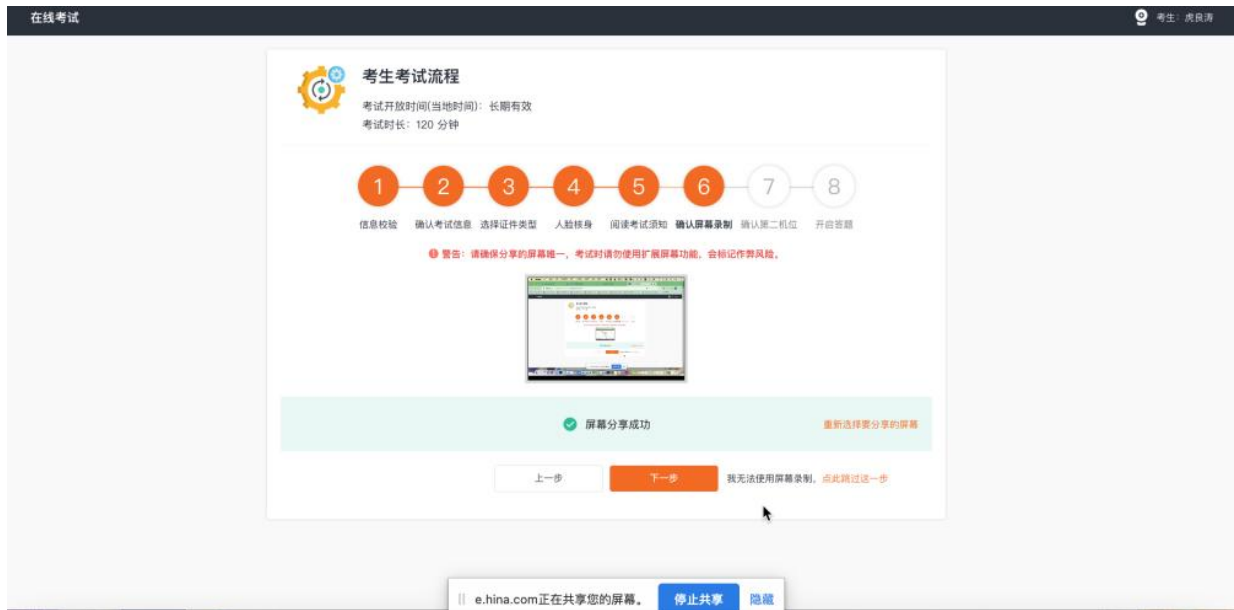 在线考试
考生: 虎良涛
考生考试流程
考试开放时间(当地时间): 长期有效
考试时长: 120 分钟
1 2 3 4 5 6 7 8
信息校验 确认考试信息 选择证件类型 人脸核身 阅读考试须知 确认屏幕录制 确认第二机位 开启答题
警告: 请确保分享的屏幕唯一, 考试时请勿使用扩展屏幕功能, 会标记作弊风险。
屏幕分享成功
重新选择要分享的屏幕
上一步
下一步
我无法使用屏幕录制, 点此跳过这一步
e.hina.com正在共享您的屏幕。
停止共享
隐藏